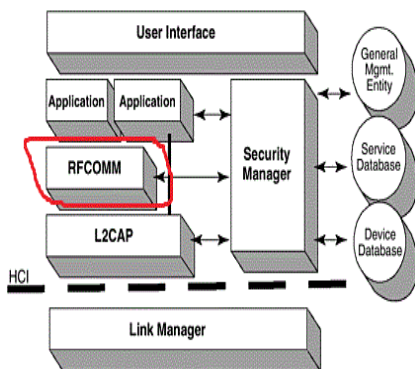 User Interface
Application
Application
General
Mgmt.
Entity
RFCOMM
Security
Manager
Service
Database
L2CAP
Device
Database
HCI
Link Manager